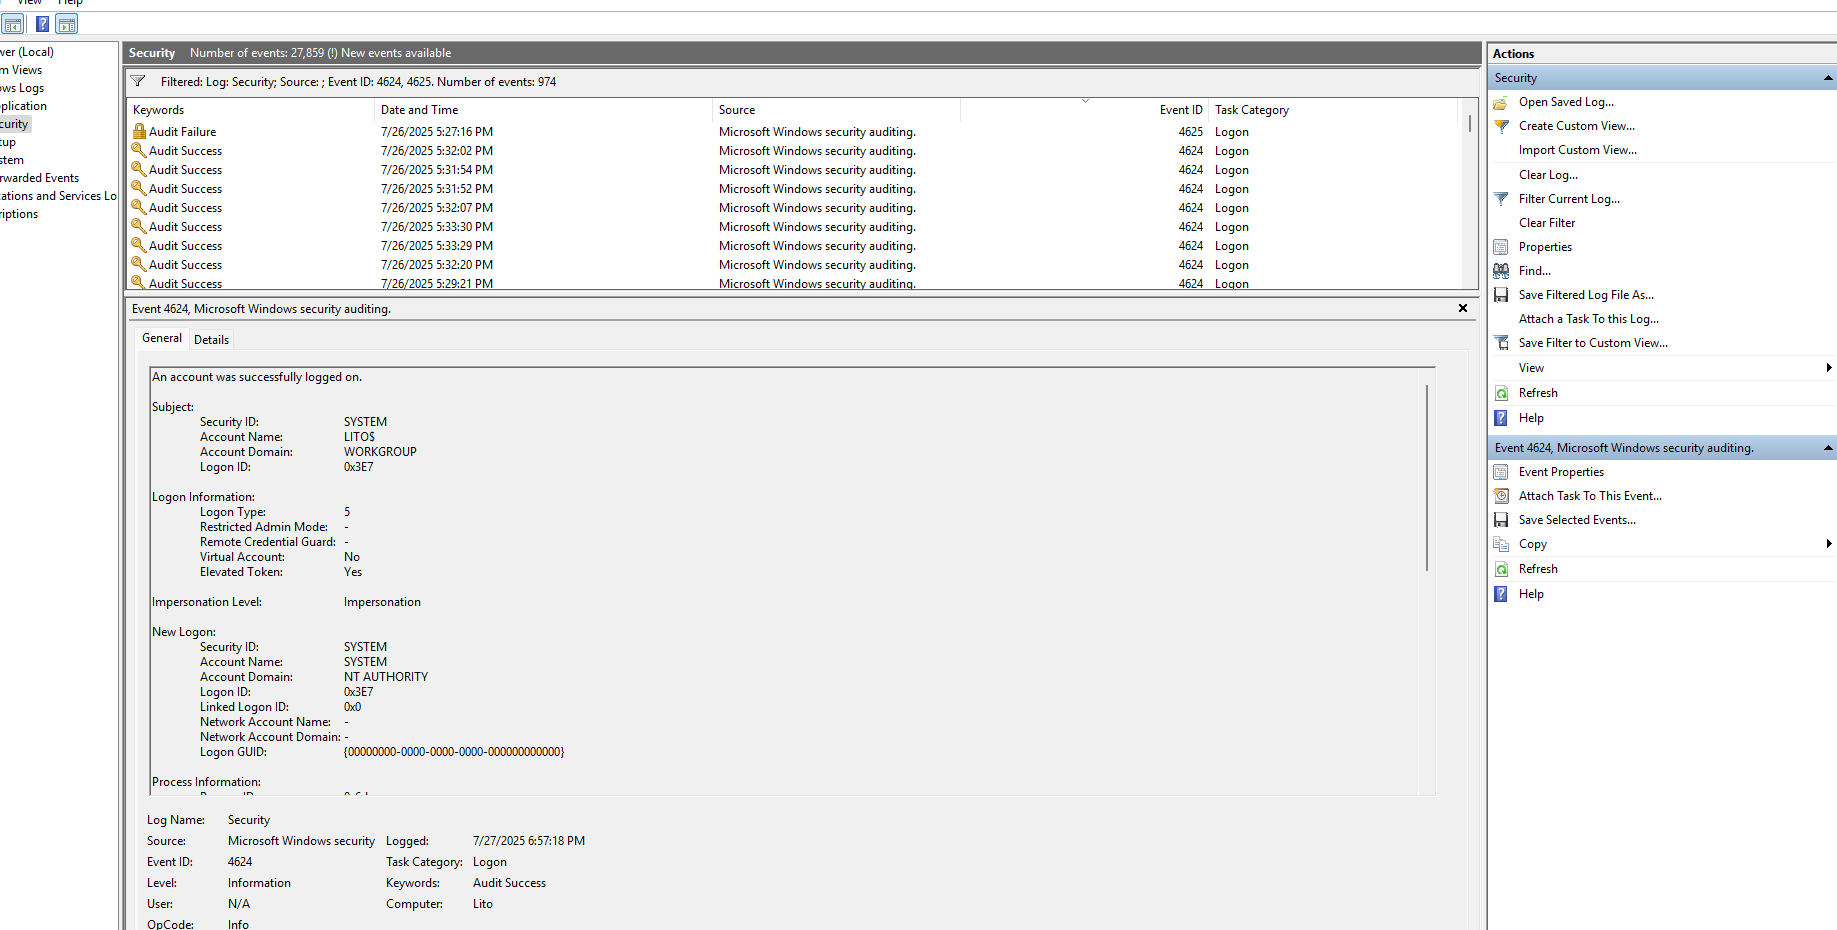 View Help
ver (Local)
m Views
ows Logs
pplication
curity
tup
stem
rwarded Events
cations and Services Lo
riptions
Security Number of events: 27,859 (!) New events available
Filtered: Log: Security; Source: ; Event ID: 4624, 4625. Number of events: 974
Keywords Date and Time Source Event ID Task Category
Audit Failure 7/26/2025 5:27:16 PM Microsoft Windows security auditing. 4625 Logon
Audit Success 7/26/2025 5:32:02 PM Microsoft Windows security auditing. 4624 Logon
Audit Success 7/26/2025 5:31:54 PM Microsoft Windows security auditing. 4624 Logon
Audit Success 7/26/2025 5:31:52 PM Microsoft Windows security auditing. 4624 Logon
Audit Success 7/26/2025 5:32:07 PM Microsoft Windows security auditing. 4624 Logon
Audit Success 7/26/2025 5:33:30 PM Microsoft Windows security auditing. 4624 Logon
Audit Success 7/26/2025 5:33:29 PM Microsoft Windows security auditing. 4624 Logon
Audit Success 7/26/2025 5:32:20 PM Microsoft Windows security auditing. 4624 Logon
Audit Success 7/26/2025 5:29:21 PM Microsoft Windows security auditing. 4624 Logon
Event 4624, Microsoft Windows security auditing.
General Details
An account was successfully logged on.
Subject:
Security ID: SYSTEM
Account Name: LITO$
Account Domain: WORKGROUP
Logon ID: 0x3E7
Logon Information:
Logon Type: 5
Restricted Admin Mode: -
Remote Credential Guard: -
Virtual Account: No
Elevated Token: Yes
Impersonation Level: Impersonation
New Logon:
Security ID: SYSTEM
Account Name: SYSTEM
Account Domain: NT AUTHORITY
Logon ID: 0x3E7
Linked Logon ID: 0x0
Network Account Name: -
Network Account Domain: -
Logon GUID: {00000000-0000-0000-0000-000000000000}
Process Information:
Log Name: Security
Source: Microsoft Windows security Logged: 7/27/2025 6:57:18 PM
Event ID: 4624 Task Category: Logon
Level: Information Keywords: Audit Success
User: N/A Computer: Lito
OpCode: Info
Actions
Security
Open Saved Log...
Create Custom View...
Import Custom View...
Clear Log...
Filter Current Log...
Clear Filter
Properties
Find...
Save Filtered Log File As...
Attach a Task To this Log...
Save Filter to Custom View...
View
Refresh
Help
Event 4624, Microsoft Windows security auditing.
Event Properties
Attach Task To This Event...
Save Selected Events...
Copy
Refresh
Help